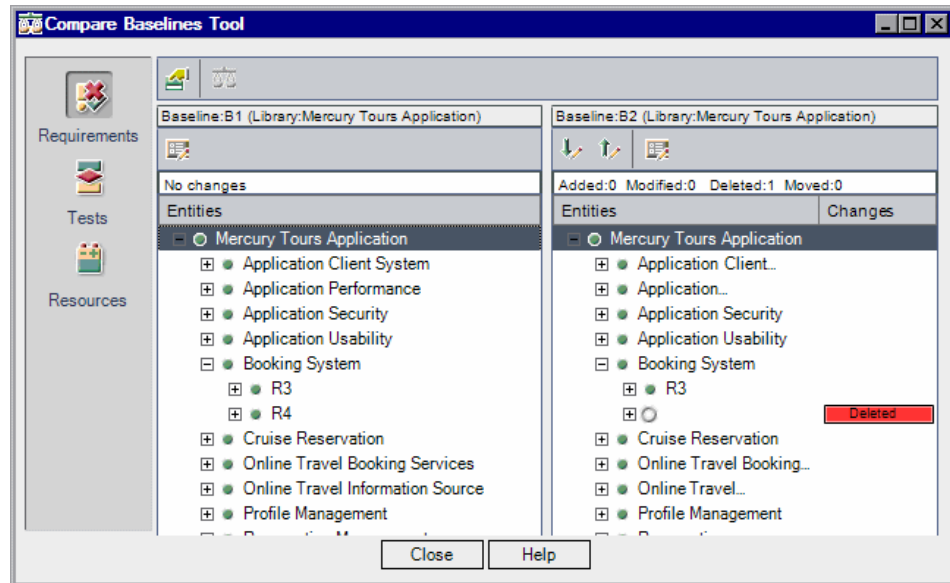 Compare Baselines Tool
Requirements
Tests
Resources
Baseline:B1 (Library:Mercury Tours Application)
No changes
Entities
Mercury Tours Application
Application Client System
Application Performance
Application Security
Application Usability
Booking System
R3
R4
Cruise Reservation
Online Travel Booking Services
Online Travel Information Source
Profile Management
Baseline:B2 (Library:Mercury Tours Application)
Added:0 Modified:0 Deleted:1 Moved:0
Entities Changes
Mercury Tours Application
Application Client...
Application...
Application Security
Application Usability
Booking System
R3
Deleted
Cruise Reservation
Online Travel Booking...
Online Travel...
Profile Management
Close Help